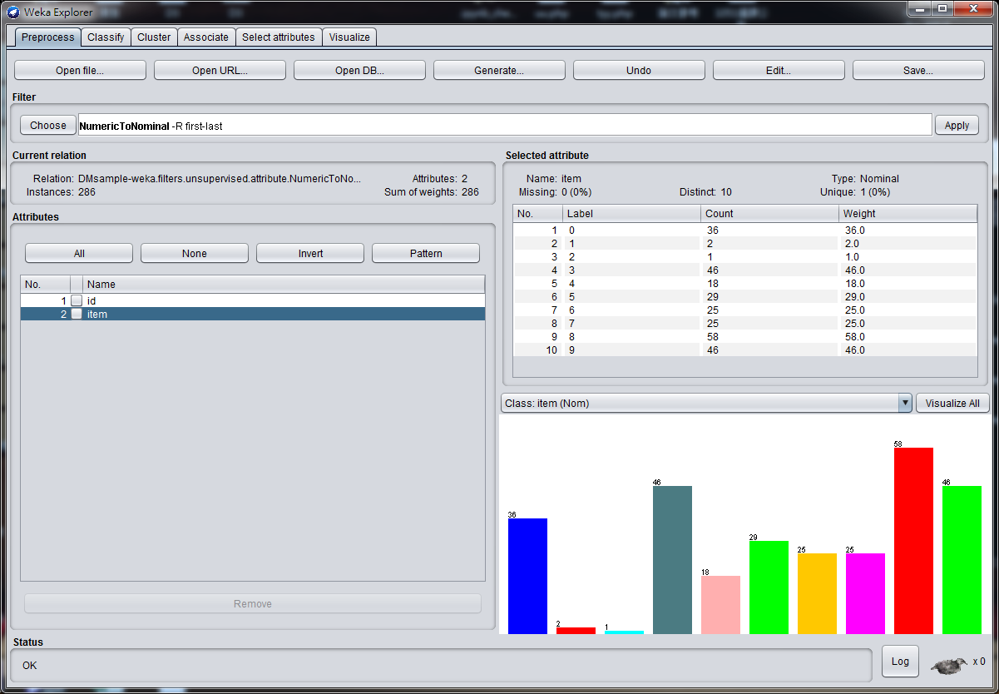 Weka Explorer
Preprocess Classify Cluster Associate Select attributes Visualize
Open file... Open URL... Open DB... Generate... Undo Edit... Save...
Filter
Choose NumericToNominal -R first-last Apply
Current relation
Relation: DMsample-weka.filters.unsupervised.attribute.NumericToNo... Attributes: 2
Instances: 286 Sum of weights: 286
Attributes
All None Invert Pattern
No. Name
1 id
2 item
Remove
Selected attribute
Name: item Type: Nominal
Missing: 0 (0%) Distinct: 10 Unique: 1 (0%)
No. Label Count Weight
1 0 36 36.0
2 1 2 2.0
3 2 1 1.0
4 3 46 46.0
5 4 18 18.0
6 5 29 29.0
7 6 25 25.0
8 7 25 25.0
9 8 58 58.0
10 9 46 46.0
Class: item (Nom) Visualize All
36 2 1 46 18 29 25 25 58 46
Status
OK
Log x 0